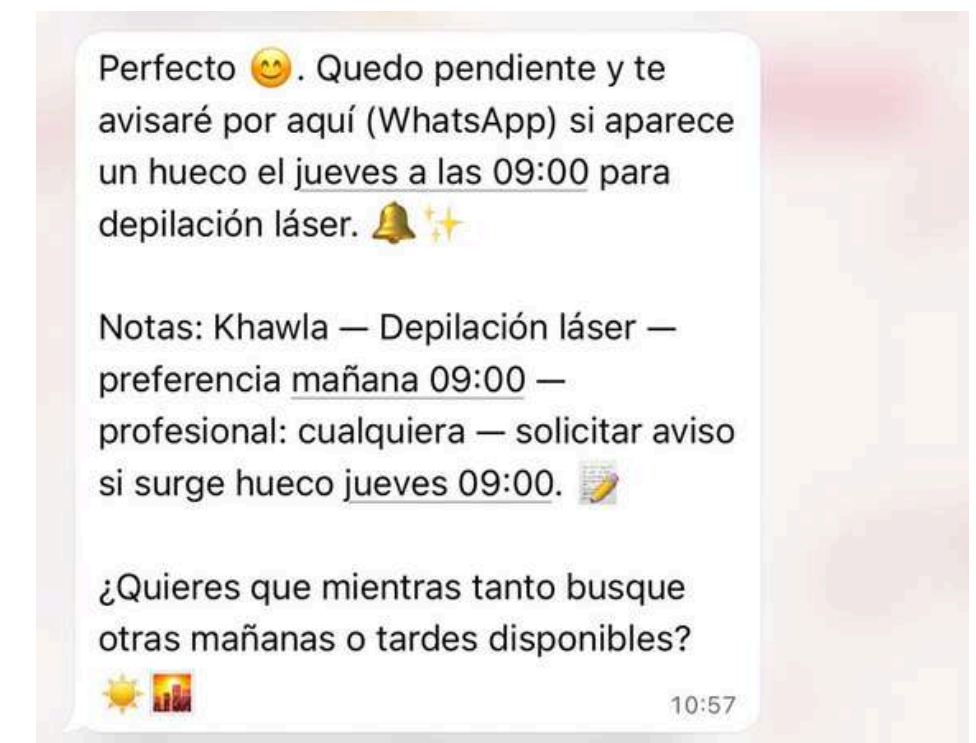 Perfecto 😊. Quedo pendiente y te
avisaré por aquí (WhatsApp) si aparece
un hueco el jueves a las 09:00 para
depilación láser. 🔔✨
Notas: Khawla — Depilación láser —
preferencia mañana 09:00 —
profesional: cualquiera — solicitar aviso
si surge hueco jueves 09:00. 📝
¿Quieres que mientras tanto busque
otras mañanas o tardes disponibles?
☀️🌇
10:57